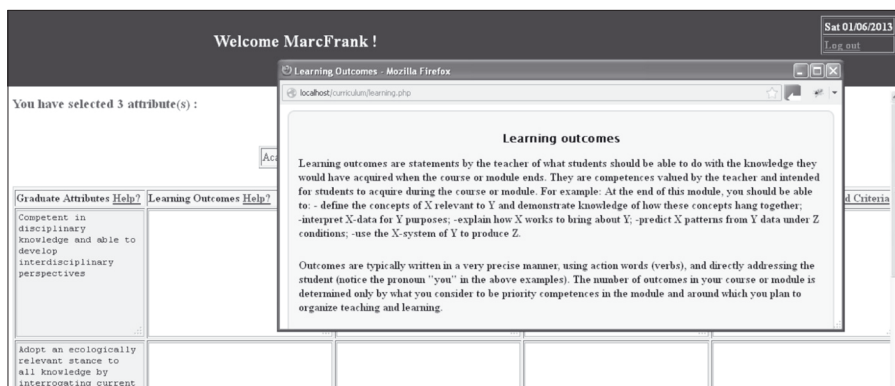 Welcome MarcFrank !
Sat 01/06/2013
Log out
You have selected 3 attribute(s) :
Aca
Graduate Attributes Help?
Learning Outcomes Help?
d Criteria
Competent in
disciplinary
knowledge and able to
develop
interdisciplinary
perspectives
Adopt an ecologically
relevant stance to
all knowledge by
interrogating current
Learning Outcomes - Mozilla Firefox
localhost/curriculum/learning.php
Learning outcomes
Learning outcomes are statements by the teacher of what students should be able to do with the knowledge they
would have acquired when the course or module ends. They are competences valued by the teacher and intended
for students to acquire during the course or module. For example: At the end of this module, you should be able
to: - define the concepts of X relevant to Y and demonstrate knowledge of how these concepts hang together;
-interpret X-data for Y purposes; -explain how X works to bring about Y; -predict X patterns from Y data under Z
conditions; -use the X-system of Y to produce Z.
Outcomes are typically written in a very precise manner, using action words (verbs), and directly addressing the
student (notice the pronoun "you" in the above examples). The number of outcomes in your course or module is
determined only by what you consider to be priority competences in the module and around which you plan to
organize teaching and learning.